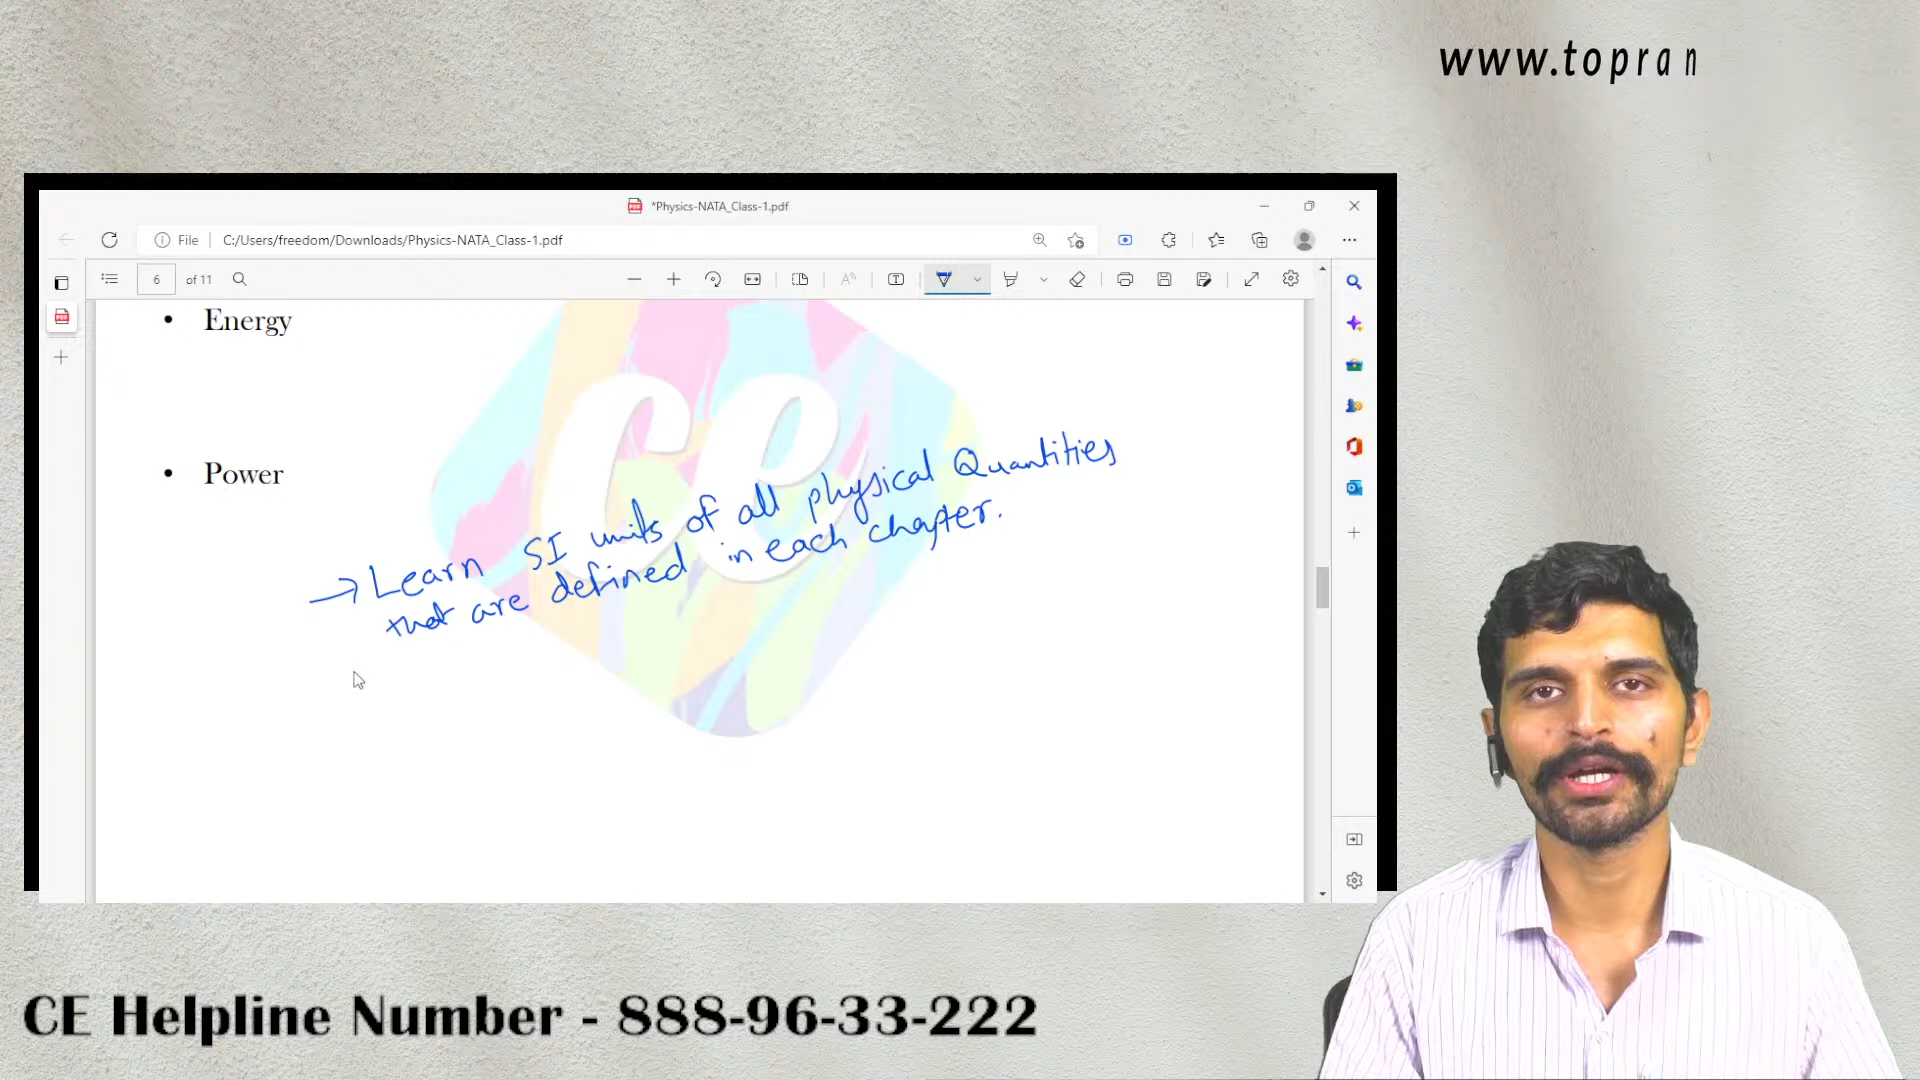 www.topran
*Physics-NATA_Class-1.pdf
File C:/Users/freedom/Downloads/Physics-NATA_Class-1.pdf
6 of 11
• Energy
ce
• Power
→ Learn SI units of all physical Quantities
that are defined in each chapter.
CE Helpline Number - 888-96-33-222